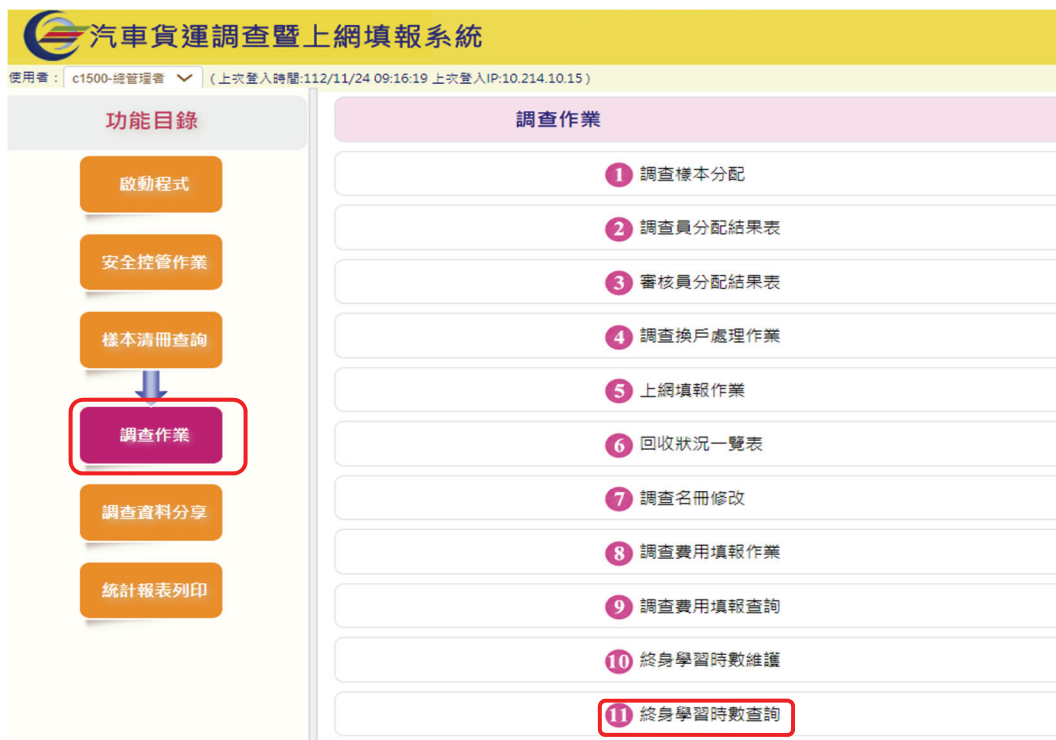 汽車貨運調查暨上網填報系統
使用者： c1500-總管理者 (上次登入時間:112/11/24 09:16:19 上次登入IP:10.214.10.15)
功能目錄
啟動程式
安全控管作業
樣本清冊查詢
調查作業
調查資料分享
統計報表列印
調查作業
1 調查樣本分配
2 調查員分配結果表
3 審核員分配結果表
4 調查換戶處理作業
5 上網填報作業
6 回收狀況一覽表
7 調查名冊修改
8 調查費用填報作業
9 調查費用填報查詢
10 終身學習時數維護
11 終身學習時數查詢